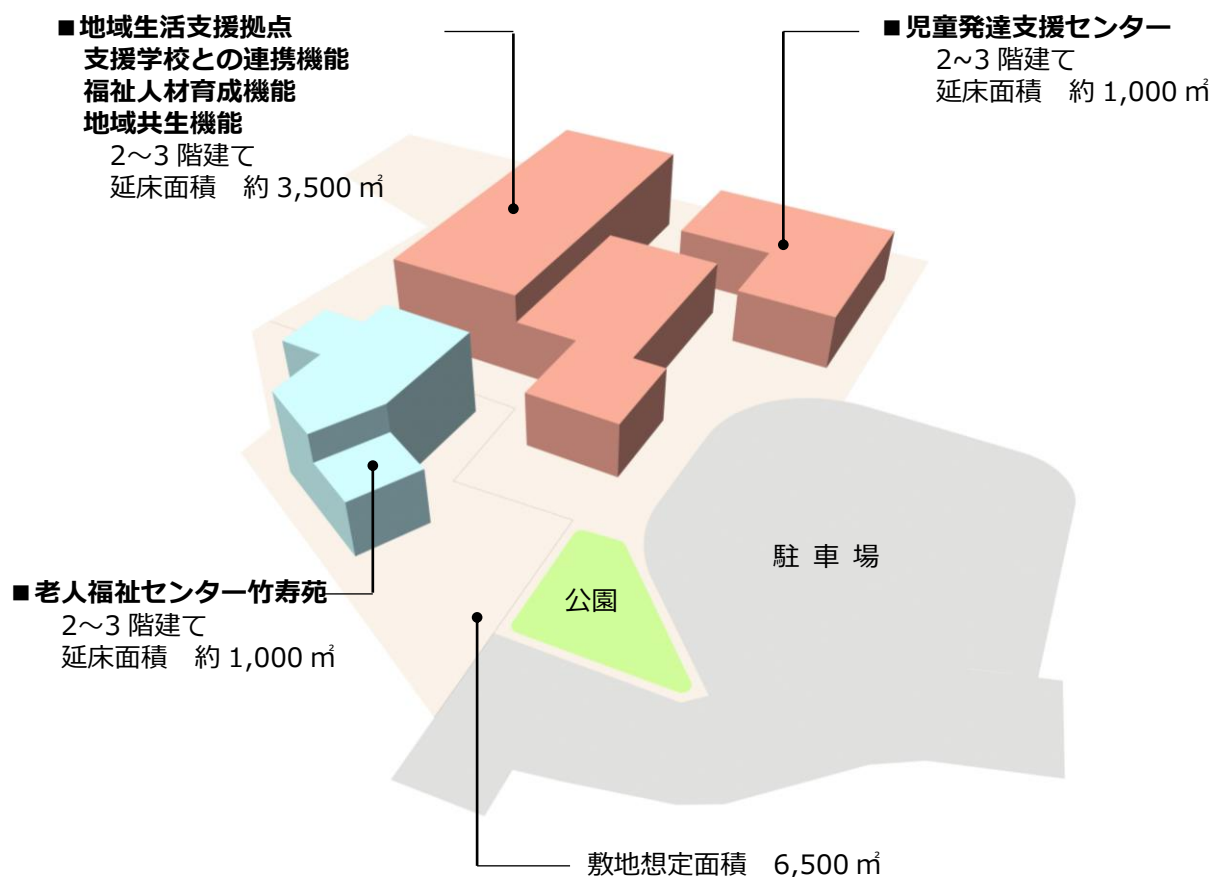 ■地域生活支援拠点
支援学校との連携機能
福祉人材育成機能
地域共生機能
2～3 階建て
延床面積　約 3,500 ㎡
■児童発達支援センター
2~3 階建て
延床面積　約 1,000 ㎡
駐 車 場
公園
■老人福祉センター竹寿苑
2～3 階建て
延床面積　約 1,000 ㎡
敷地想定面積　6,500 ㎡